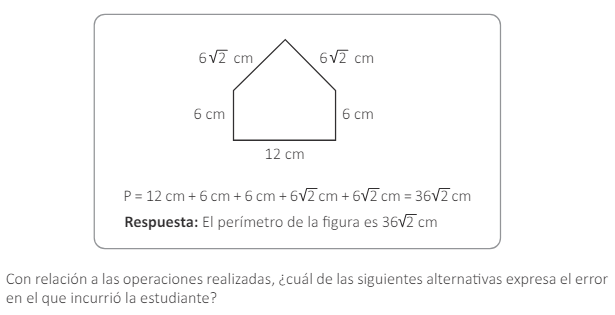 6√2 cm 6√2 cm
6 cm 6 cm
12 cm
P = 12 cm + 6 cm + 6 cm + 6√2 cm + 6√2 cm = 36√2 cm
Respuesta: El perímetro de la figura es 36√2 cm
Con relación a las operaciones realizadas, ¿cuál de las siguientes alternativas expresa el error
en el que incurrió la estudiante?